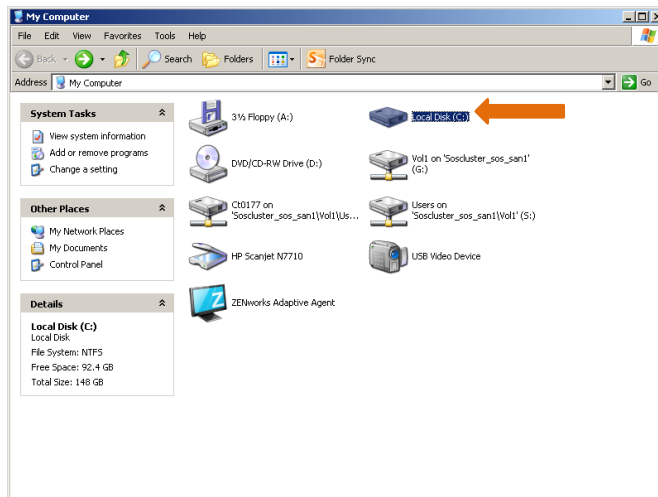 My Computer
File Edit View Favorites Tools Help
Back Search Folders Folder Sync
Address My Computer Go
System Tasks
View system information
Add or remove programs
Change a setting
Other Places
My Network Places
My Documents
Control Panel
Details
Local Disk (C:)
Local Disk
File System: NTFS
Free Space: 92.4 GB
Total Size: 148 GB
3½ Floppy (A:)
Local Disk (C:)
DVD/CD-RW Drive (D:)
Vol1 on 'Soscluster_sos_san1'
(G:)
Ct0177 on
'Soscluster_sos_san1\Vol1\Us...
Users on
'Soscluster_sos_san1\Vol1' (S:)
HP Scanjet N7710
USB Video Device
ZENworks Adaptive Agent